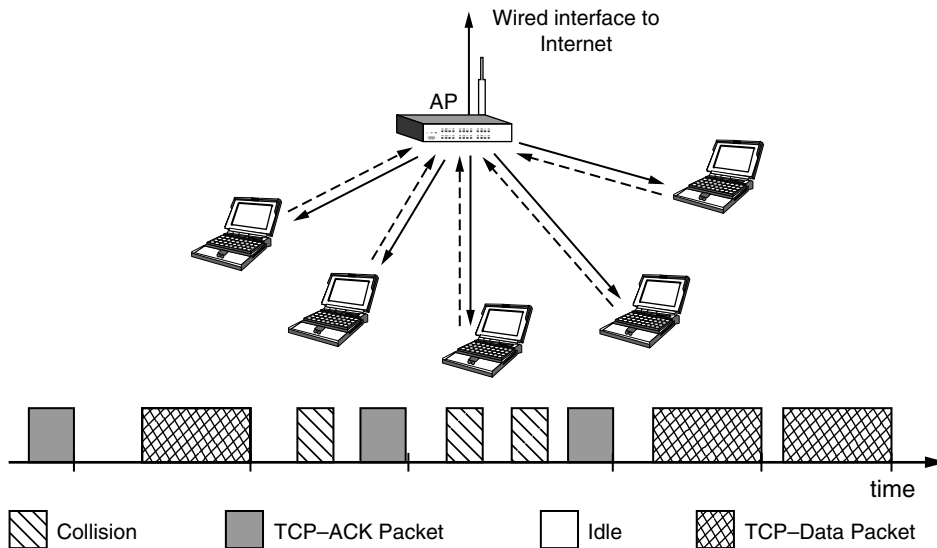 Wired interface to
Internet
AP
time
Collision
TCP–ACK Packet
Idle
TCP–Data Packet